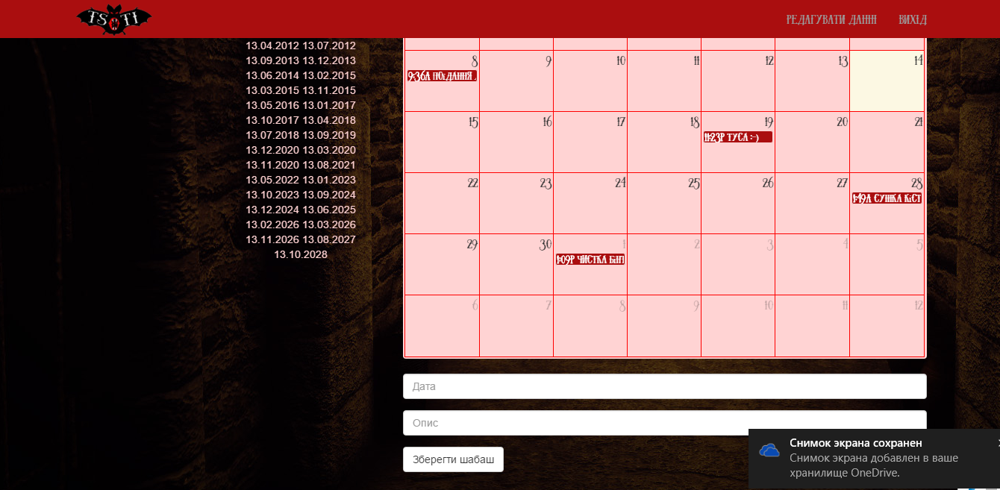 TSOTI
РЕДАГУВАТИ ДАННІ ВИХІД
13.04.2012 13.07.2012
13.09.2013 13.12.2013
13.06.2014 13.02.2015
13.03.2015 13.11.2015
13.05.2016 13.01.2017
13.10.2017 13.04.2018
13.07.2018 13.09.2019
13.12.2020 13.03.2020
13.11.2020 13.08.2021
13.05.2022 13.01.2023
13.10.2023 13.09.2024
13.12.2024 13.06.2025
13.02.2026 13.03.2026
13.11.2026 13.08.2027
13.10.2028
8 9 10 11 12 13 14
9:36A ПОЇДАННЯ
15 16 17 18 19 20 21
11:23P ТУСА :-)
22 23 24 25 26 27 28
1:49A СУШКА КІСТ
29 30 1 2 3 4 5
1:09P ЧИСТКА
6 7 8 9 10 11 12
Дата
Опис
Зберегти шабаш
Снимок экрана сохранен
Снимок экрана добавлен в ваше
хранилище OneDrive.